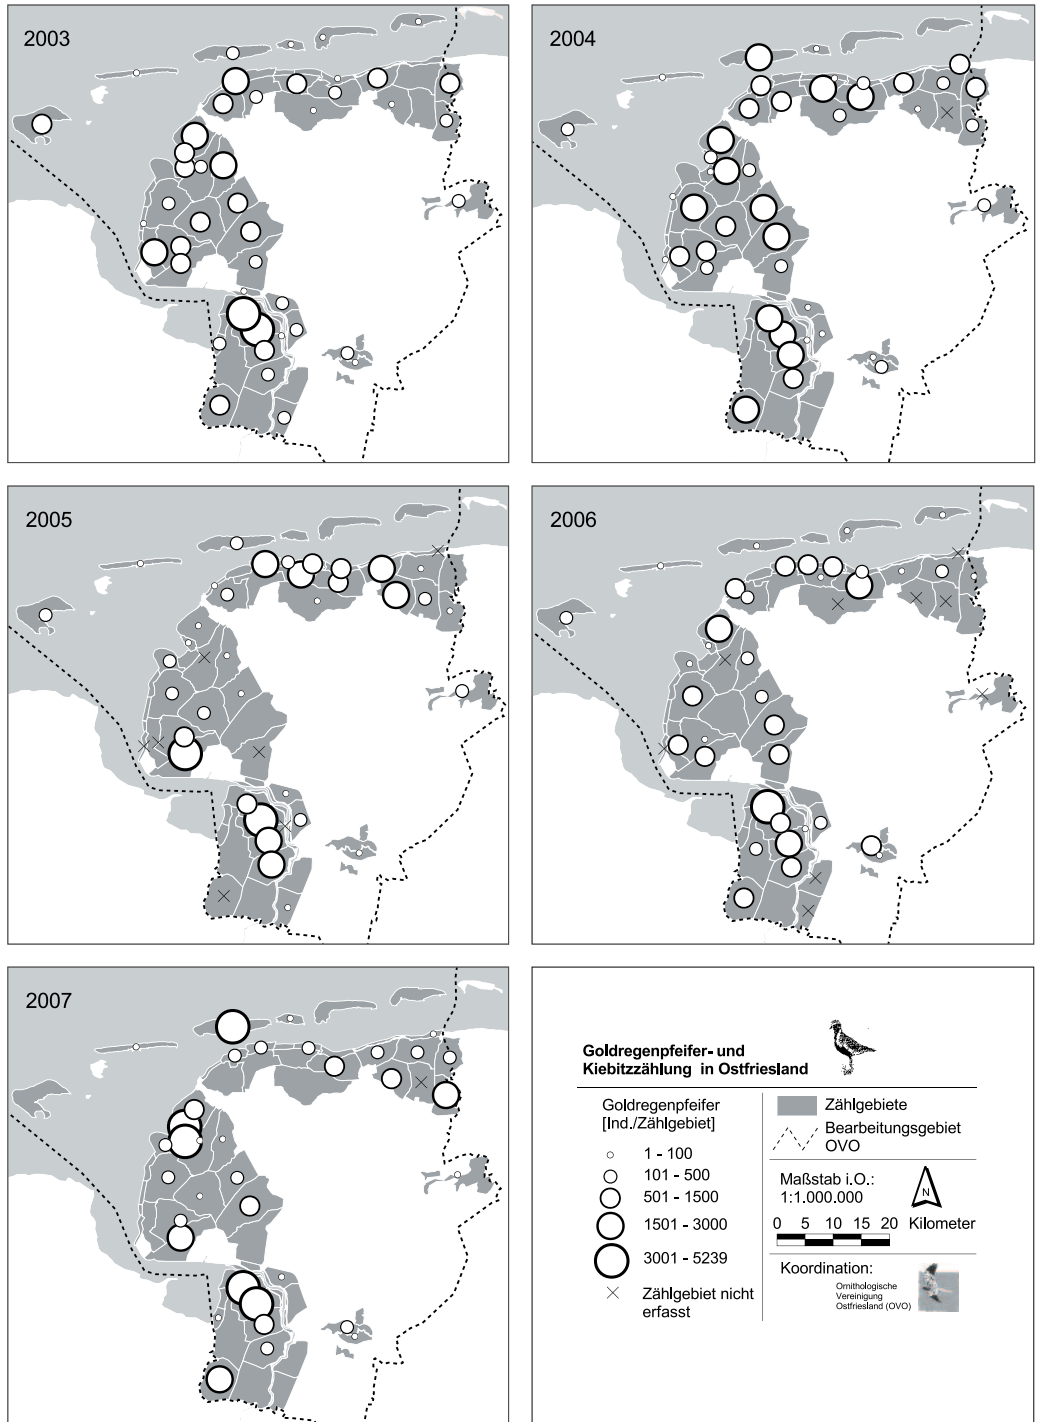 2003
2004
2005
2006
2007
Goldregenpfeifer- und
Kiebitzzählung in Ostfriesland
Goldregenpfeifer
[Ind./Zählgebiet]
1 - 100
101 - 500
501 - 1500
1501 - 3000
3001 - 5239
Zählgebiet nicht
erfasst
Zählgebiete
Bearbeitungsgebiet
OVO
Maßstab i.O.:
1:1.000.000
N
0 5 10 15 20 Kilometer
Koordination:
Ornithologische
Vereinigung
Ostfriesland (OVO)